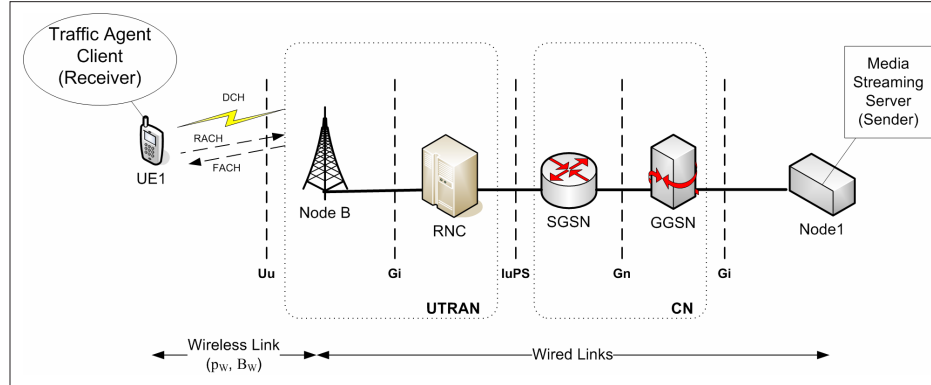 Traffic Agent
Client
(Receiver)
Media
Streaming
Server
(Sender)
DCH
RACH
FACH
UE1
Node B
RNC
SGSN
GGSN
Node1
Uu
Gi
IuPS
Gn
Gi
UTRAN
CN
Wireless Link
(pW, BW)
Wired Links